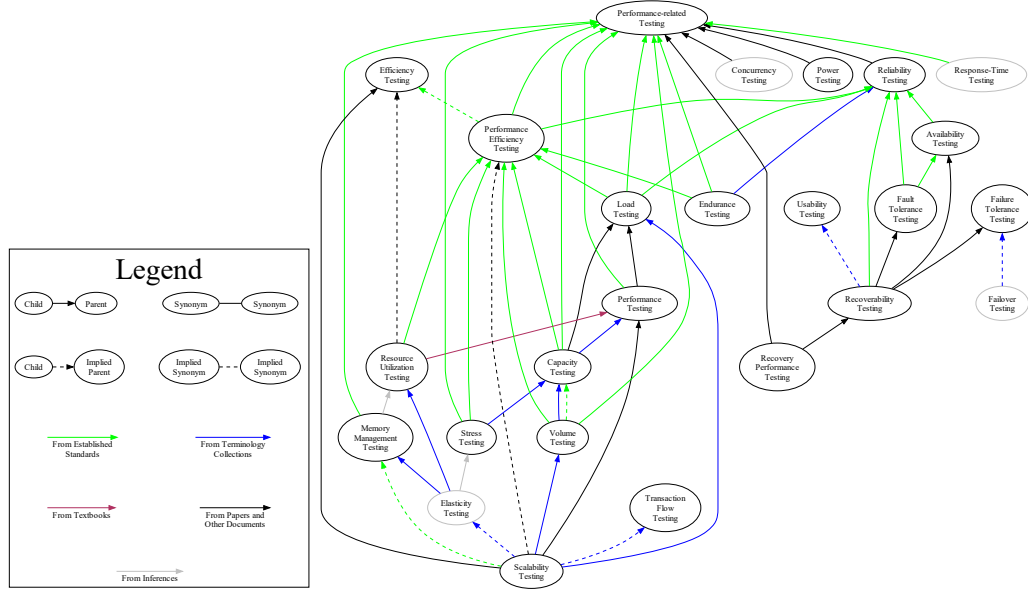 Performance-related
Testing
Efficiency
Testing
Concurrency
Testing
Power
Testing
Reliability
Testing
Response-Time
Testing
Performance
Efficiency
Testing
Availability
Testing
Load
Testing
Endurance
Testing
Usability
Testing
Fault
Tolerance
Testing
Failure
Tolerance
Testing
Performance
Testing
Recoverability
Testing
Failover
Testing
Resource
Utilization
Testing
Capacity
Testing
Recovery
Performance
Testing
Memory
Management
Testing
Stress
Testing
Volume
Testing
Elasticity
Testing
Transaction
Flow
Testing
Scalability
Testing
Legend
Child
Parent
Synonym
Synonym
Child
Implied
Parent
Implied
Synonym
Implied
Synonym
From Established
Standards
From Terminology
Collections
From Textbooks
From Papers and
Other Documents
From Inferences